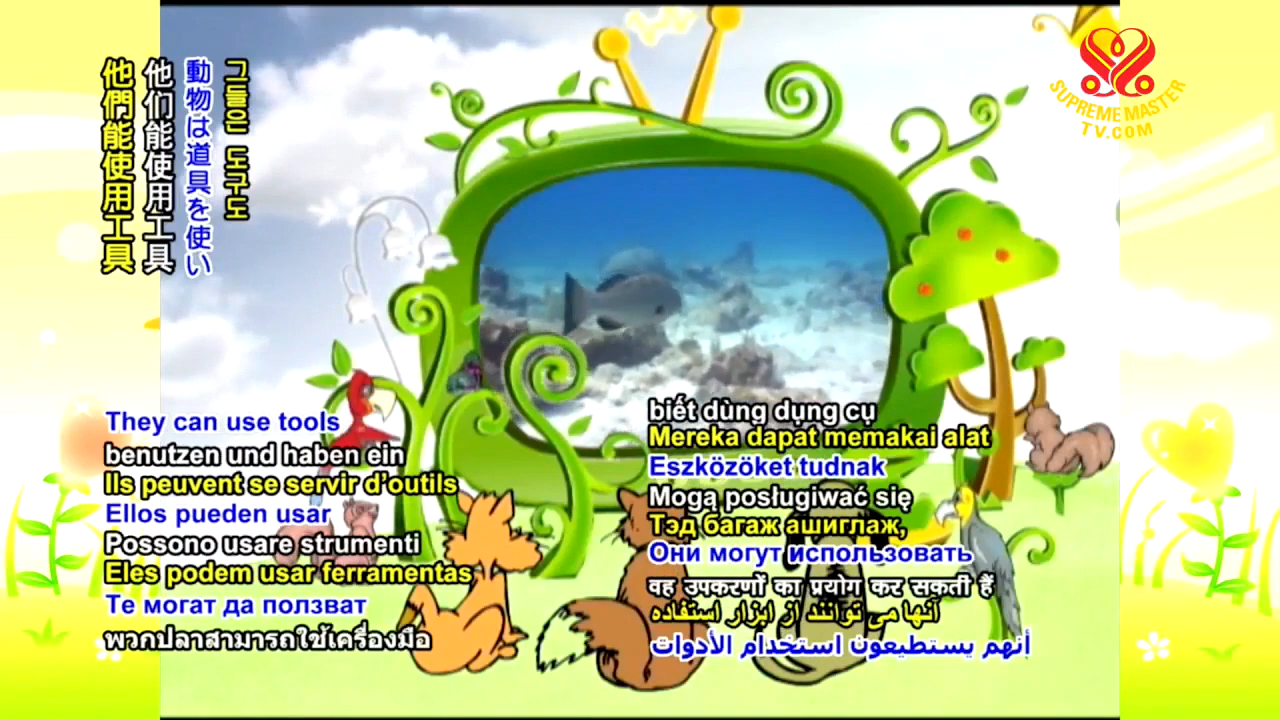 他們能使用工具
他们能使用工具
動物は道具を使い
그들은 도구도
SUPREME MASTER
TV.COM
They can use tools
benutzen und haben ein
Ils peuvent se servir d'outils
Ellos pueden usar
Possono usare strumenti
Eles podem usar ferramentas
Те могат да ползват
พวกปลาสามารถใช้เครื่องมือ
biết dùng dụng cụ
Mereka dapat memakai alat
Eszközöket tudnak
Mogą posługiwać się
Тэд багаж ашиглаж,
Они могут использовать
वह उपकरणों का प्रयोग कर सकती हैं
آنها می توانند از ابزار استفاده
أنهم يستطيعون استخدام الأدوات